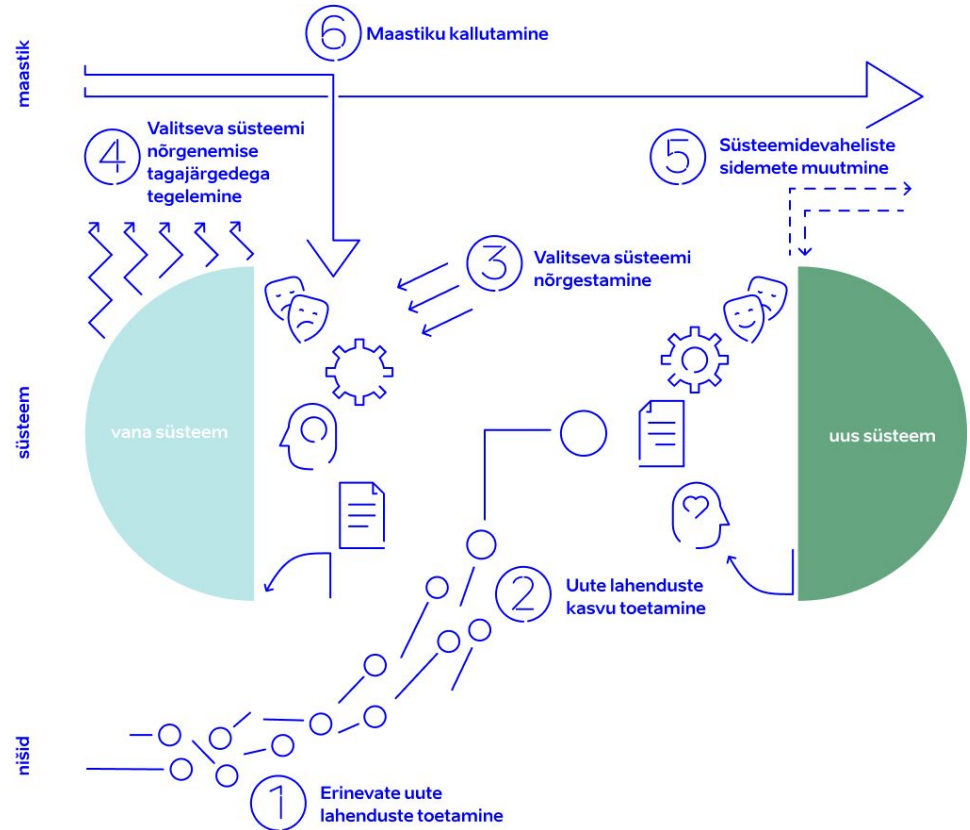 maastik
6
Maastiku kallutamine
4
Valitseva süsteemi
nõrgenemise
tagajärgedega
tegelemine
5
Süsteemidevaheliste
sidemete muutmine
3
Valitseva süsteemi
nõrgestamine
süsteem
vana süsteem
uus süsteem
2
Uute lahenduste
kasvu toetamine
nišid
1
Erinevate uute
lahenduste toetamine